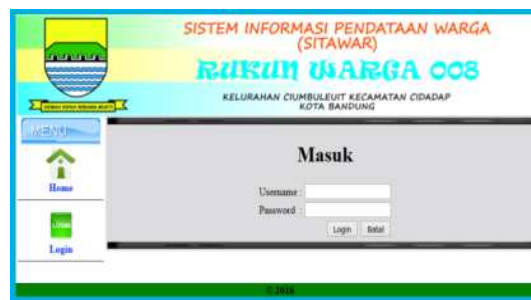 SISTEM INFORMASI PENDATAAN WARGA
(SITAWAR)
RUKUN WARGA 008
KELURAHAN CIUMBULEUIT KECAMATAN CIDADAP
KOTA BANDUNG
MENU
Home
Login
Masuk
Username :
Password :
Login Batal
© 2016